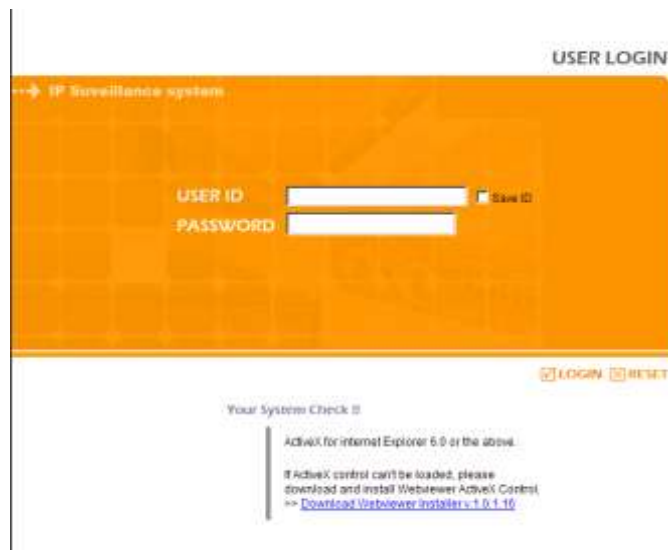 USER LOGIN
IP Suveillance system
USER ID
Save ID
PASSWORD
LOGIN RESET
Your System Check !!
ActiveX for internet Explorer 6.0 or the above.
If ActiveX control can't be loaded, please
download and install Webviewer ActiveX Control.
>> Download Webviewer Installer v.1.0.1.16